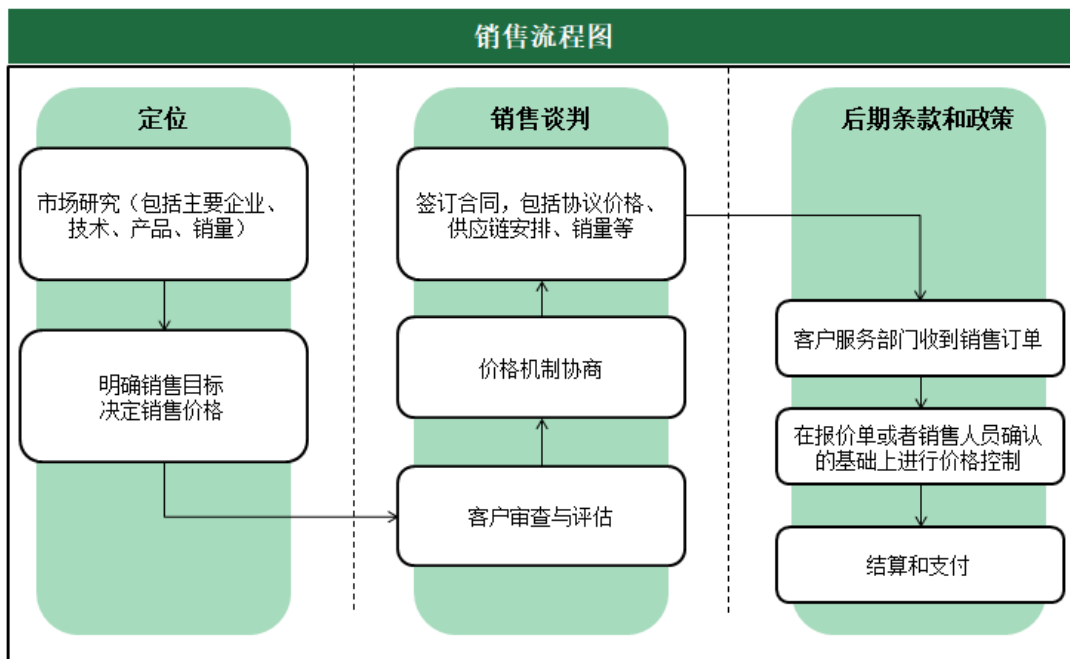 销售流程图
定位
市场研究（包括主要企业、
技术、产品、销量）
明确销售目标
决定销售价格
销售谈判
签订合同，包括协议价格、
供应链安排、销量等
价格机制协商
客户审查与评估
后期条款和政策
客户服务部门收到销售订单
在报价单或者销售人员确认
的基础上进行价格控制
结算和支付